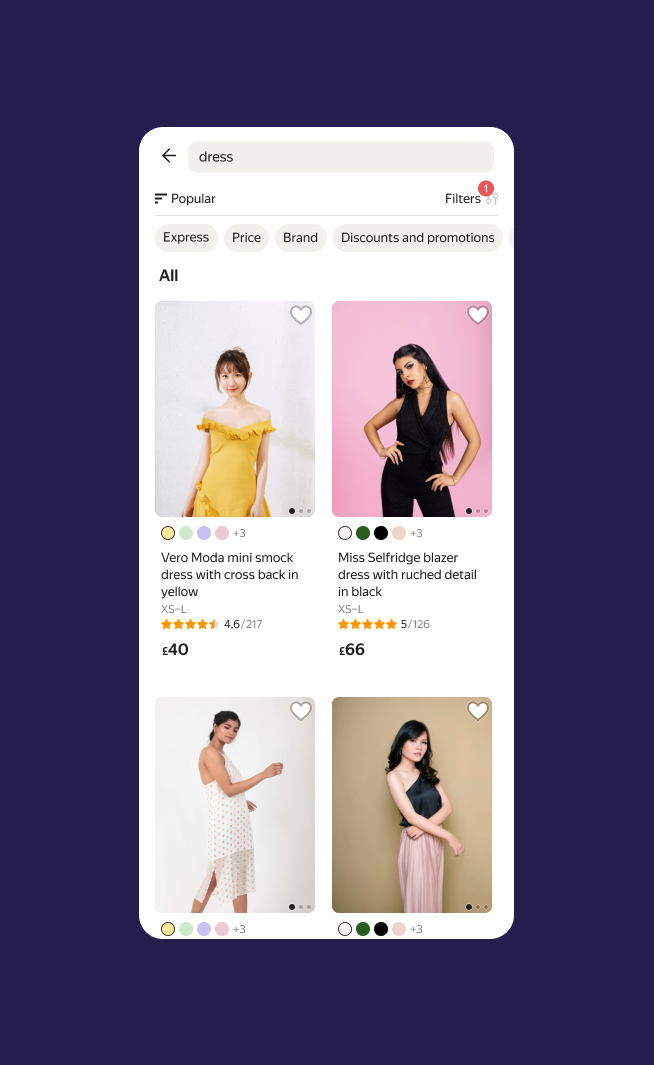 dress
Popular
Filters
1
Express
Price
Brand
Discounts and promotions
All
+3
Vero Moda mini smock
dress with cross back in
yellow
XS–L
4,6/217
£40
+3
Miss Selfridge blazer
dress with ruched detail
in black
XS–L
5/126
£66
+3
+3